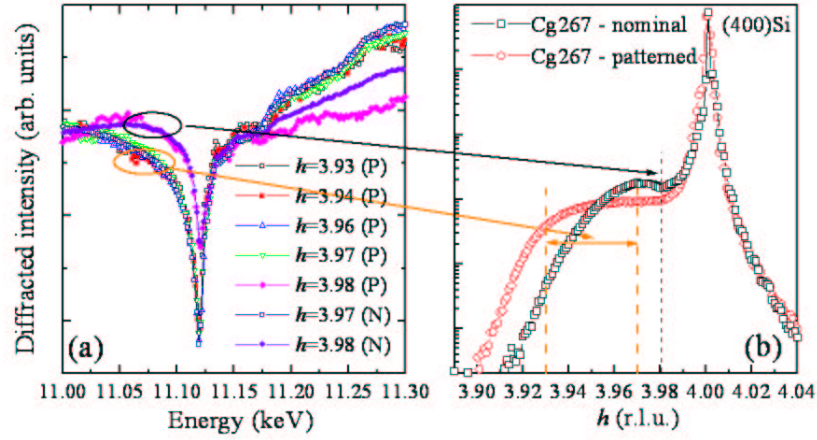 Diffracted intensity (arb. units)
h=3.93 (P)
h=3.94 (P)
h=3.96 (P)
h=3.97 (P)
h=3.98 (P)
h=3.97 (N)
h=3.98 (N)
(a)
11.00 11.05 11.10 11.15 11.20 11.25 11.30
Energy (keV)
Cg267 - nominal
Cg267 - patterned
(400)Si
(b)
3.90 3.92 3.94 3.96 3.98 4.00 4.02 4.04
h (r.l.u.)